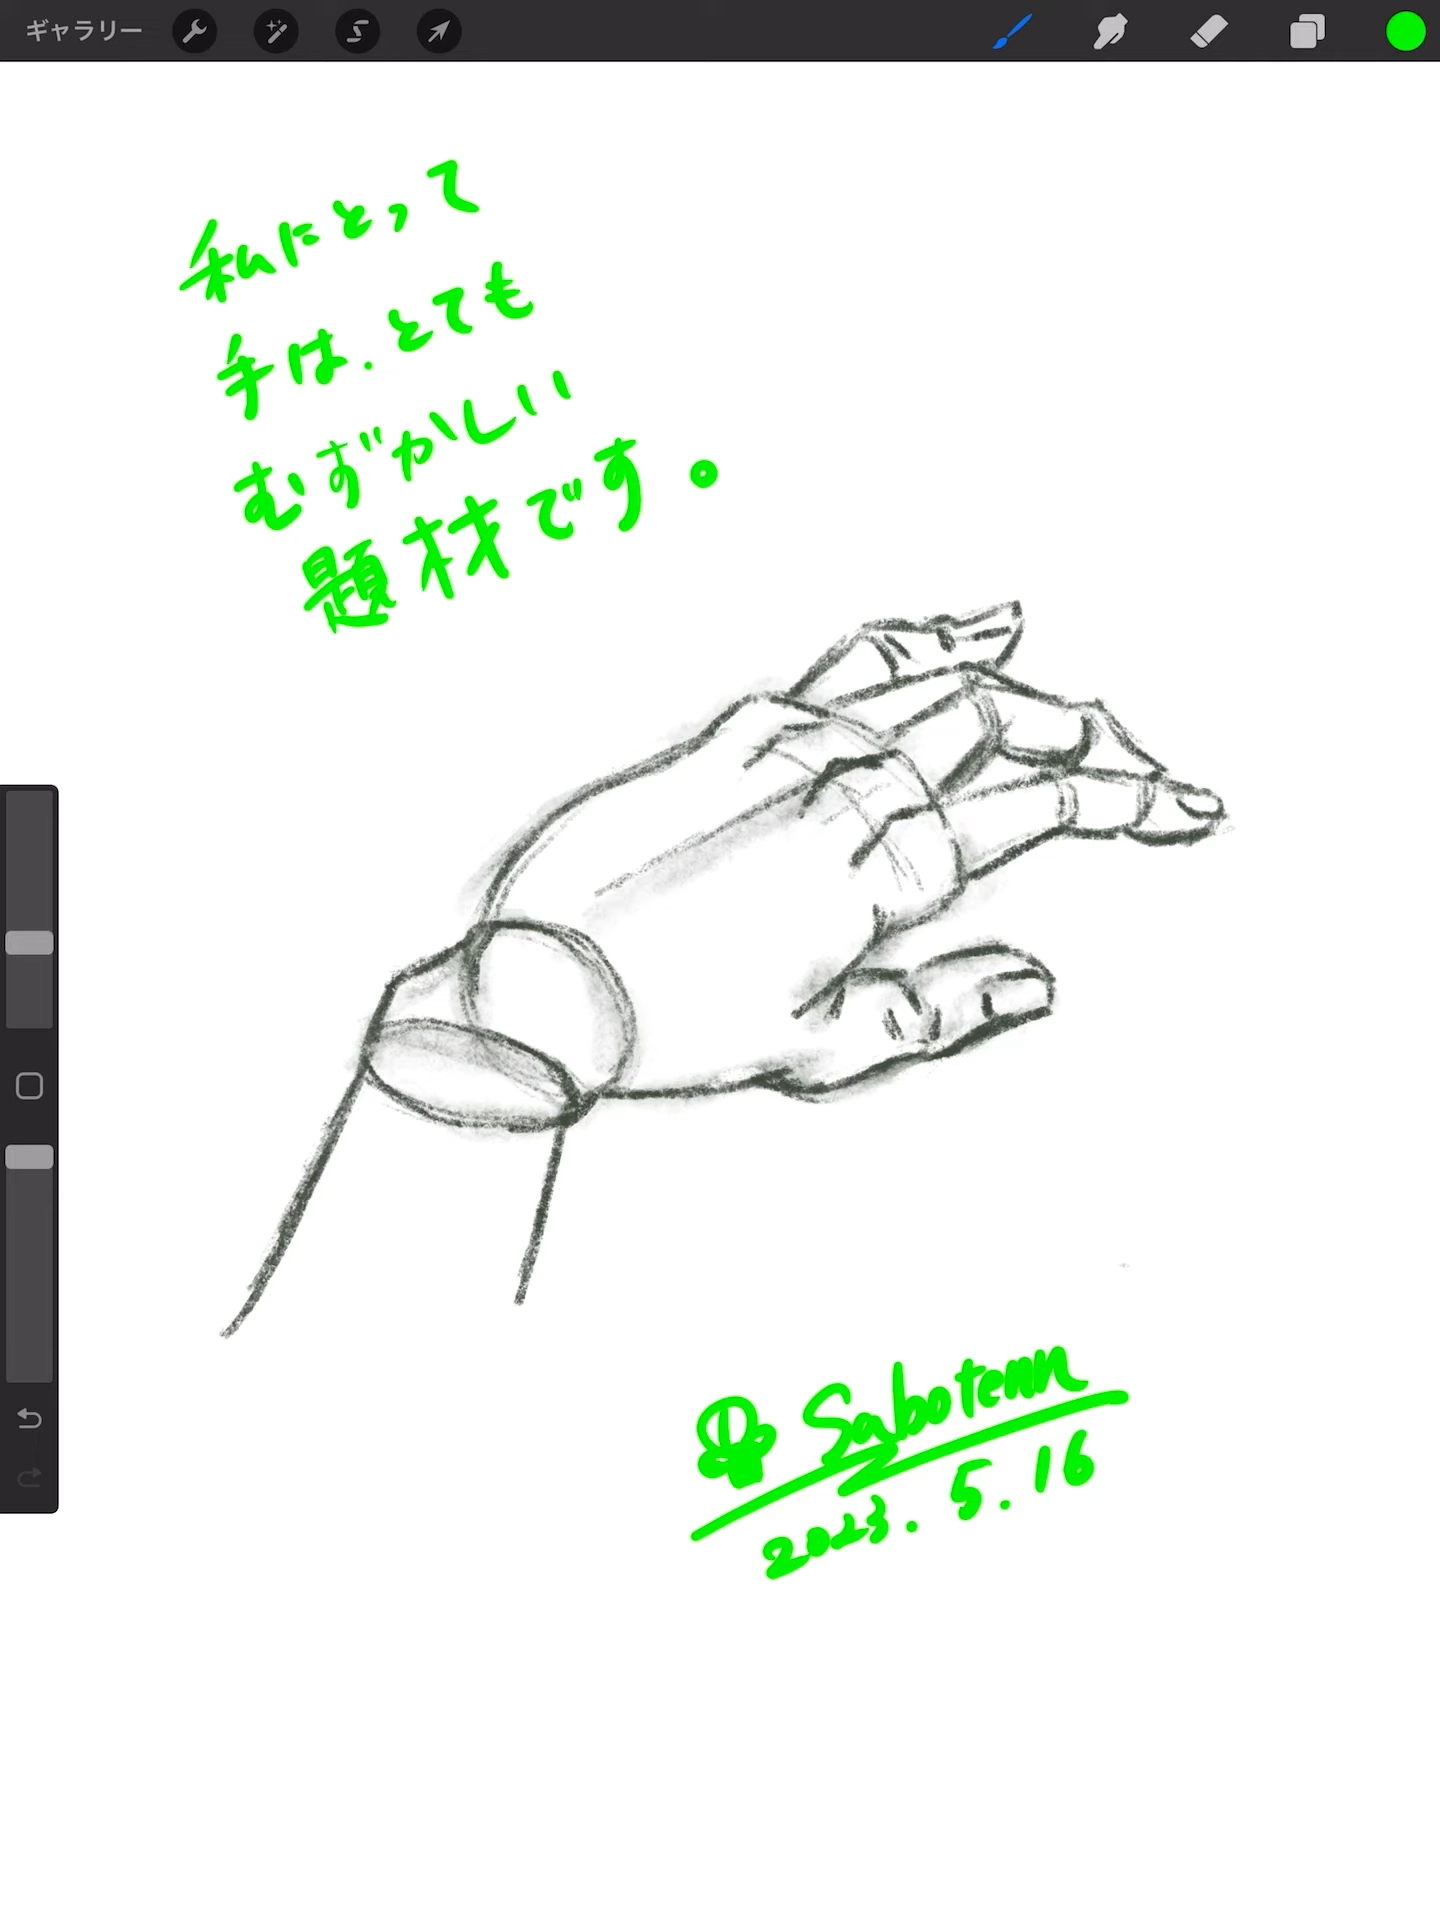 ギャラリー
私にとって
手は、とても
むずかしい
題材です。
Sabotenn
2023.5.16